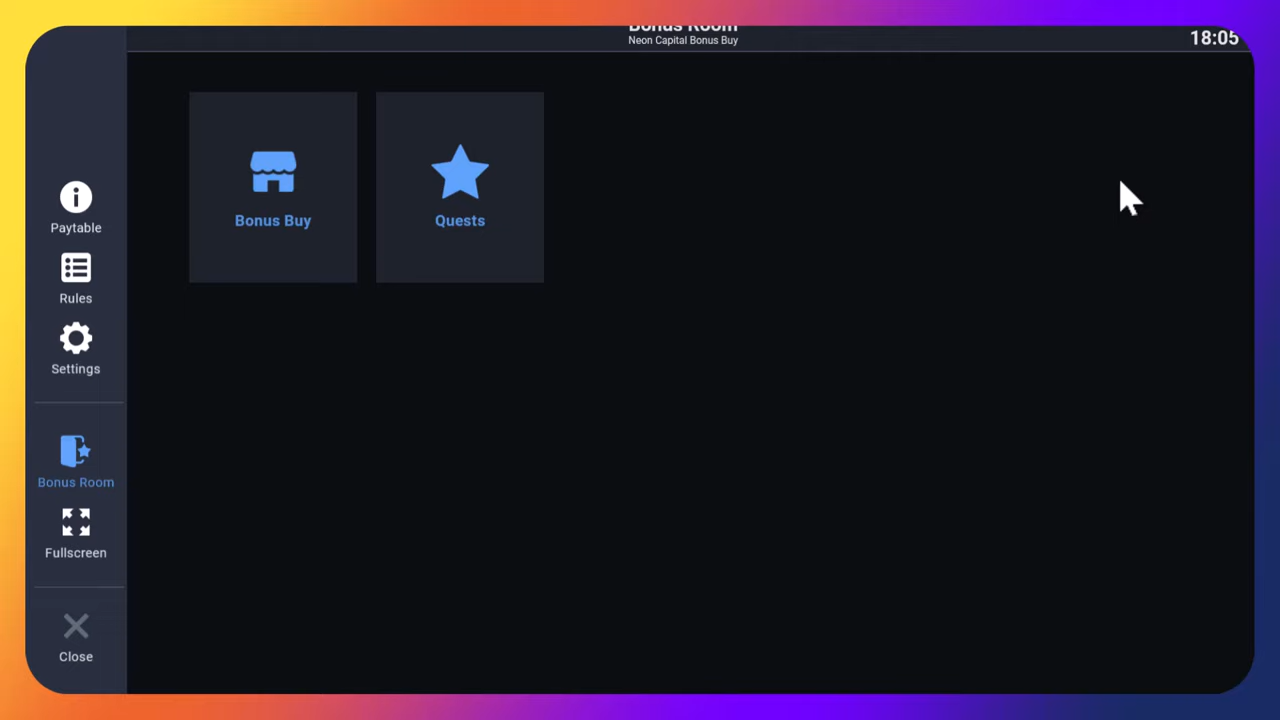 Bonus Room
Neon Capital Bonus Buy
18:05
Bonus Buy
Quests
Paytable
Rules
Settings
Bonus Room
Fullscreen
Close